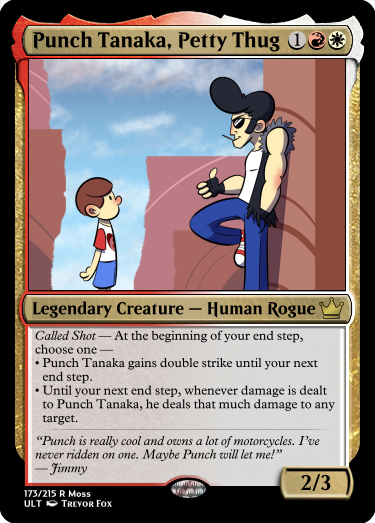 Punch Tanaka, Petty Thug 1
Legendary Creature — Human Rogue
Called Shot — At the beginning of your end step,
choose one —
• Punch Tanaka gains double strike until your next
end step.
• Until your next end step, whenever damage is dealt
to Punch Tanaka, he deals that much damage to any
target.
“Punch is really cool and owns a lot of motorcycles. I’ve
never ridden on one. Maybe Punch will let me!”
— Jimmy
2/3
173/215 R Moss
ULT Trevor Fox